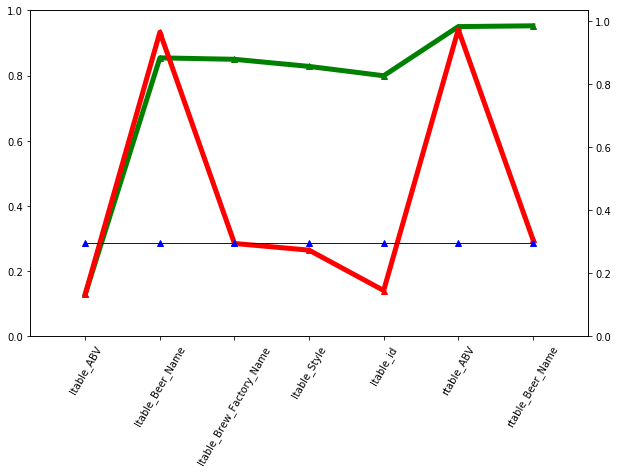 1.0
0.8
0.6
0.4
0.2
0.0
1.0
0.8
0.6
0.4
0.2
0.0
ltable_ABV
ltable_Beer_Name
ltable_Brew_Factory_Name
ltable_Style
ltable_id
rtable_ABV
rtable_Beer_Name